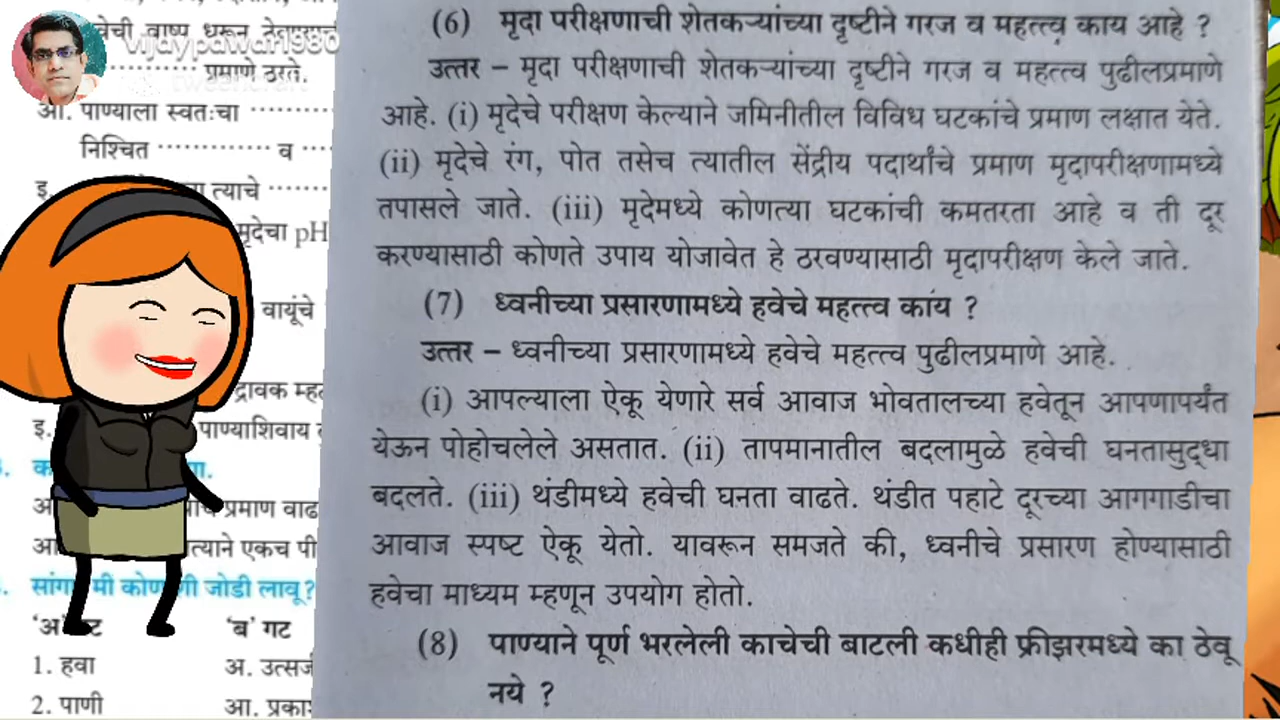 vijaypawar1980
tweencraft
प्रमाणे ठरते.
आ. पाण्याला स्वतःचा ..........
निश्चित ............. व ....
इ. त्याचे ........
मृदेचा pH
वायूंचे
द्रावक
इ. पाण्याशिवाय
प्रमाण वाढ
आ त्याने एकच पी
सांगा मी कोणाशी जोडी लावू?
'अ' गट 'ब' गट
1. हवा अ. उत्सर्ज
2. पाणी आ. प्रका
(6) मृदा परीक्षणाची शेतकऱ्यांच्या दृष्टीने गरज व महत्त्व काय आहे ?
उत्तर – मृदा परीक्षणाची शेतकऱ्यांच्या दृष्टीने गरज व महत्त्व पुढीलप्रमाणे
आहे. (i) मृदेचे परीक्षण केल्याने जमिनीतील विविध घटकांचे प्रमाण लक्षात येते.
(ii) मृदेचे रंग, पोत तसेच त्यातील सेंद्रीय पदार्थांचे प्रमाण मृदापरीक्षणामध्ये
तपासले जाते. (iii) मृदेमध्ये कोणत्या घटकांची कमतरता आहे व ती दूर
करण्यासाठी कोणते उपाय योजावेत हे ठरवण्यासाठी मृदापरीक्षण केले जाते.
(7) ध्वनीच्या प्रसारणामध्ये हवेचे महत्त्व कांय ?
उत्तर – ध्वनीच्या प्रसारणामध्ये हवेचे महत्त्व पुढीलप्रमाणे आहे.
(i) आपल्याला ऐकू येणारे सर्व आवाज भोवतालच्या हवेतून आपणापर्यंत
येऊन पोहोचलेले असतात. (ii) तापमानातील बदलामुळे हवेची घनतासुद्धा
बदलते. (iii) थंडीमध्ये हवेची घनता वाढते. थंडीत पहाटे दूरच्या आगगाडीचा
आवाज स्पष्ट ऐकू येतो. यावरून समजते की, ध्वनीचे प्रसारण होण्यासाठी
हवेचा माध्यम म्हणून उपयोग होतो.
(8) पाण्याने पूर्ण भरलेली काचेची बाटली कधीही फ्रीझरमध्ये का ठेवू
नये ?